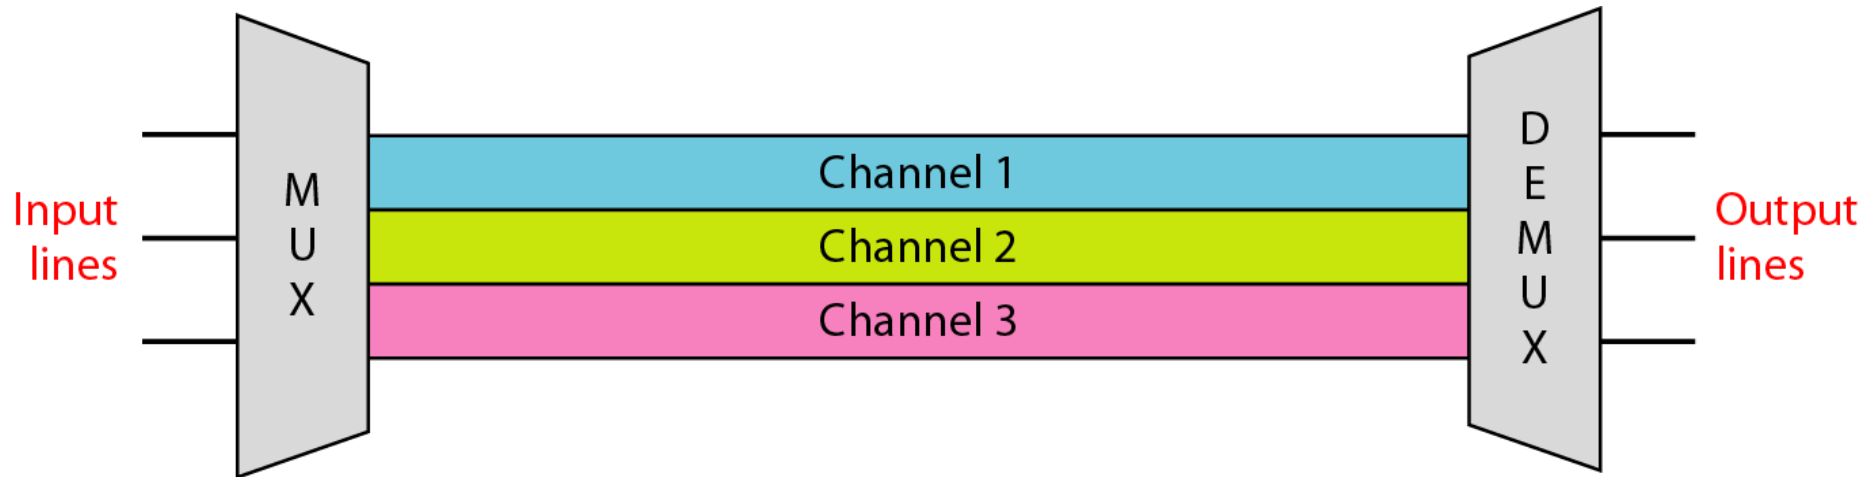 Input
lines
M
U
X
Channel 1
Channel 2
Channel 3
D
E
M
U
X
Output
lines